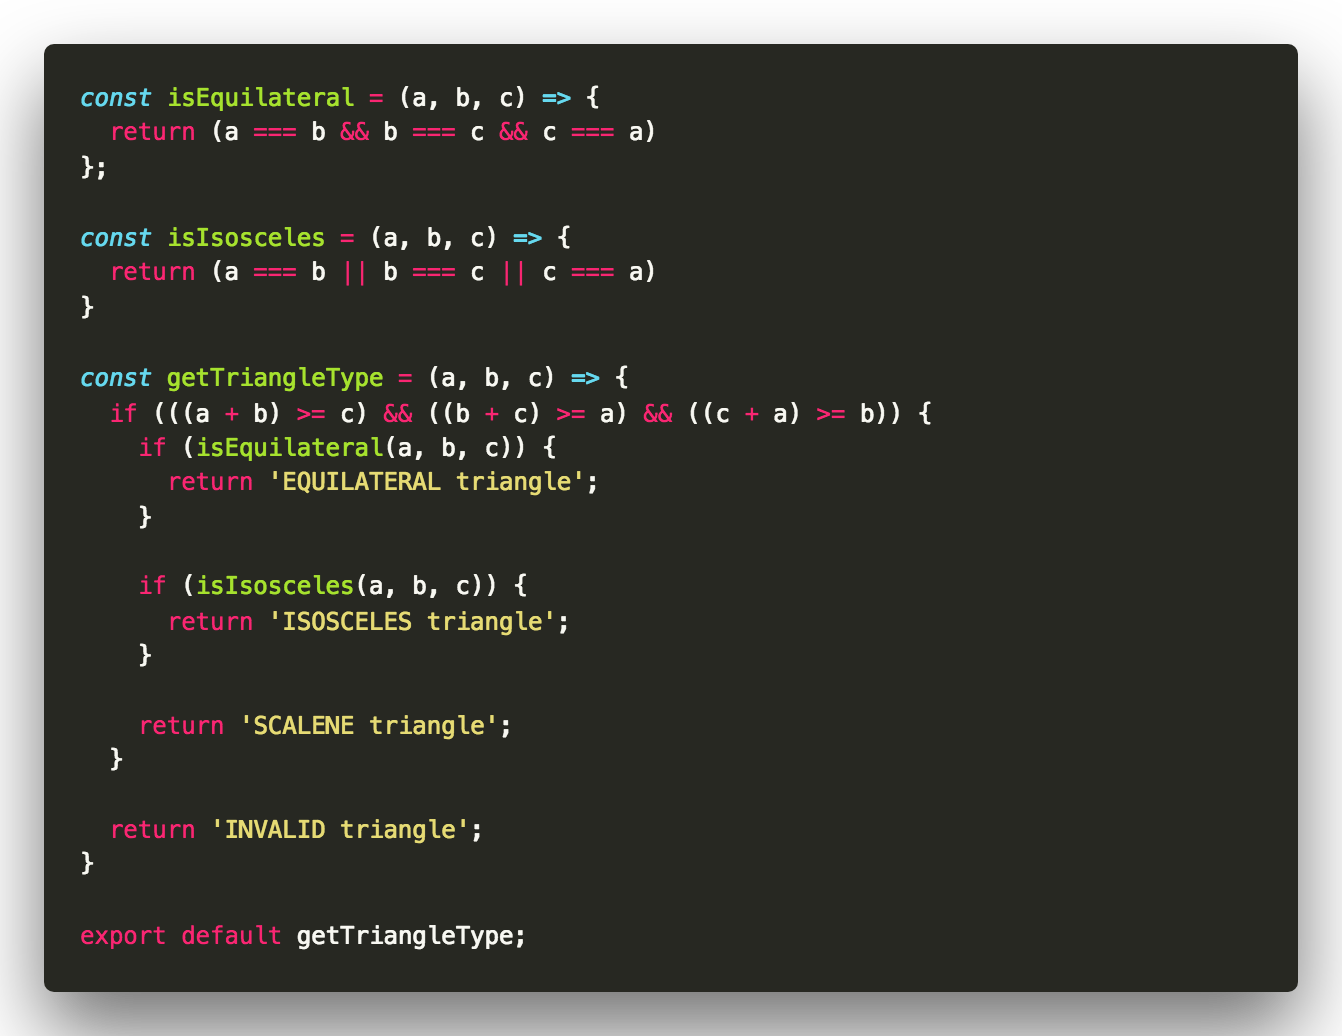 const isEquilateral = (a, b, c) => {
  return (a === b && b === c && c === a)
};

const isIsosceles = (a, b, c) => {
  return (a === b || b === c || c === a)
}

const getTriangleType = (a, b, c) => {
  if (((a + b) >= c) && ((b + c) >= a) && ((c + a) >= b)) {
    if (isEquilateral(a, b, c)) {
      return 'EQUILATERAL triangle';
    }

    if (isIsosceles(a, b, c)) {
      return 'ISOSCELES triangle';
    }

    return 'SCALENE triangle';
  }

  return 'INVALID triangle';
}

export default getTriangleType;